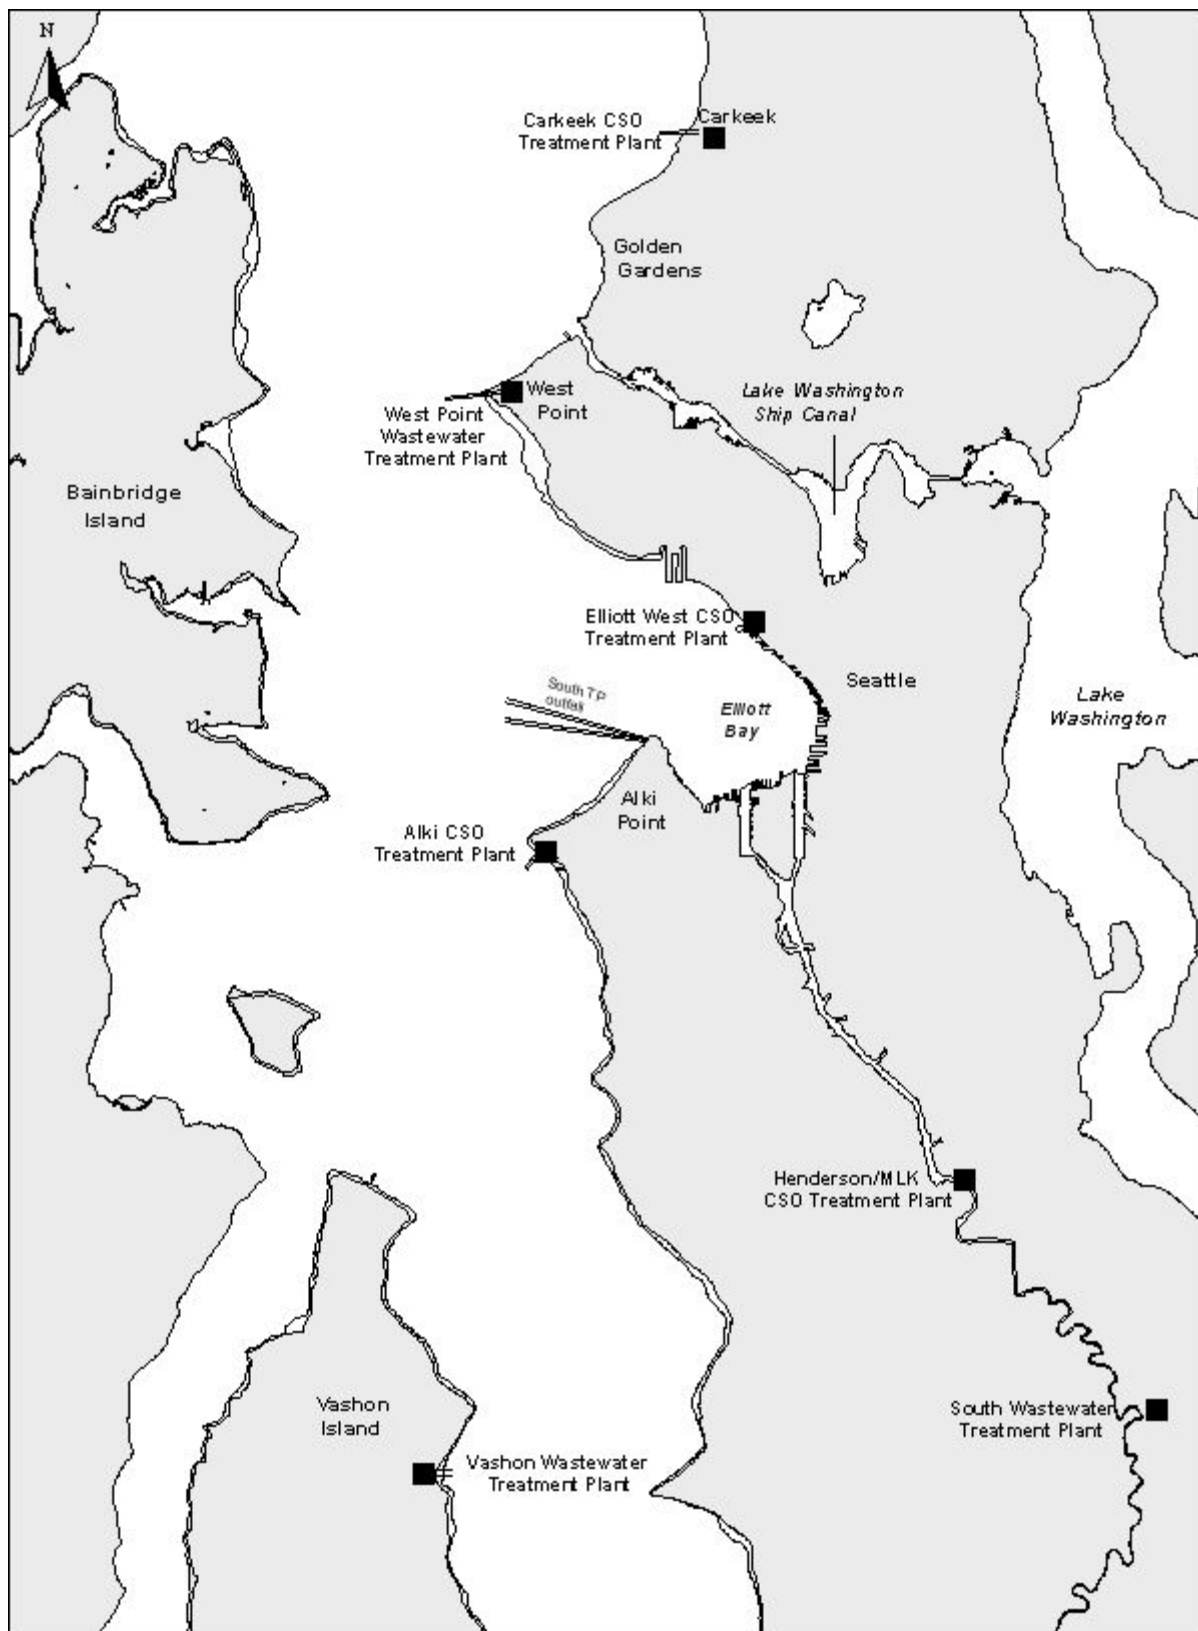 N
Carkeek CSO
Treatment Plant
Carkeek
Golden
Gardens
West
Point
West Point
Wastewater
Treatment Plant
Lake Washington
Ship Canal
Bainbridge
Island
Elliott West CSO
Treatment Plant
Seattle
South TP
outfall
Elliott
Bay
Lake
Washington
Alki
Point
Alki CSO
Treatment Plant
Henderson/MLK
CSO Treatment Plant
Vashon
Island
South Wastewater
Treatment Plant
Vashon Wastewater
Treatment Plant